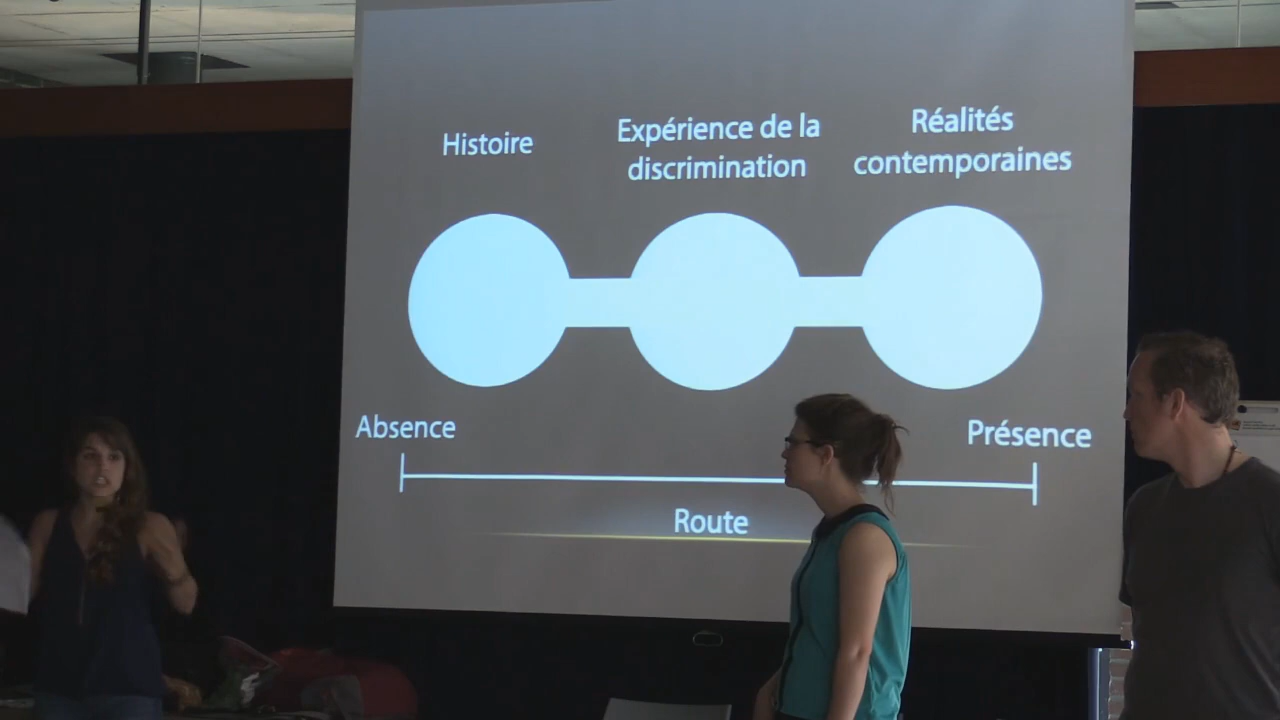 Histoire
Expérience de la
discrimination
Réalités
contemporaines
Absence
Présence
Route